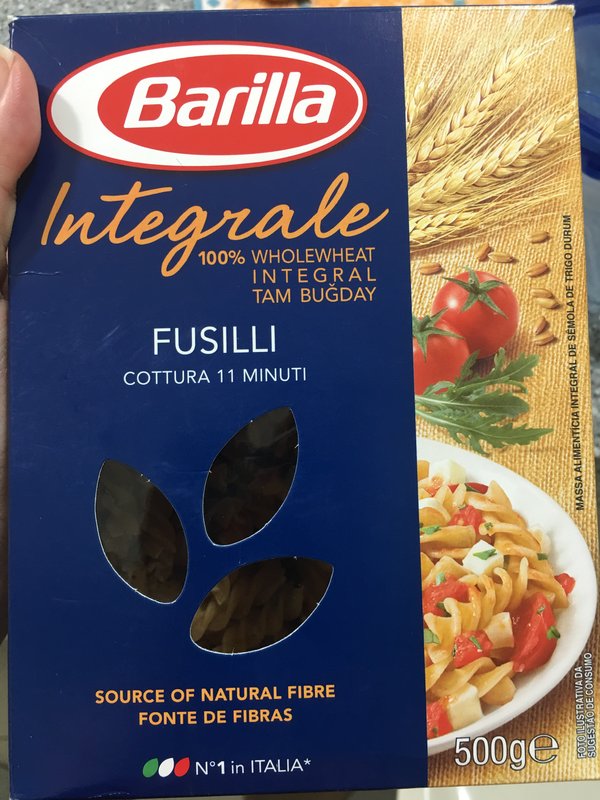 Barilla
Integrale
100% WHOLEWHEAT
INTEGRAL
TAM BUĞDAY
FUSILLI
COTTURA 11 MINUTI
SOURCE OF NATURAL FIBRE
FONTE DE FIBRAS
N°1 in ITALIA*
MASSA ALIMENTÍCIA INTEGRAL DE SÊMOLA DE TRIGO DURUM
500g℮
FOTO ILUSTRATIVA DA
SUGESTÃO DE CONSUMO